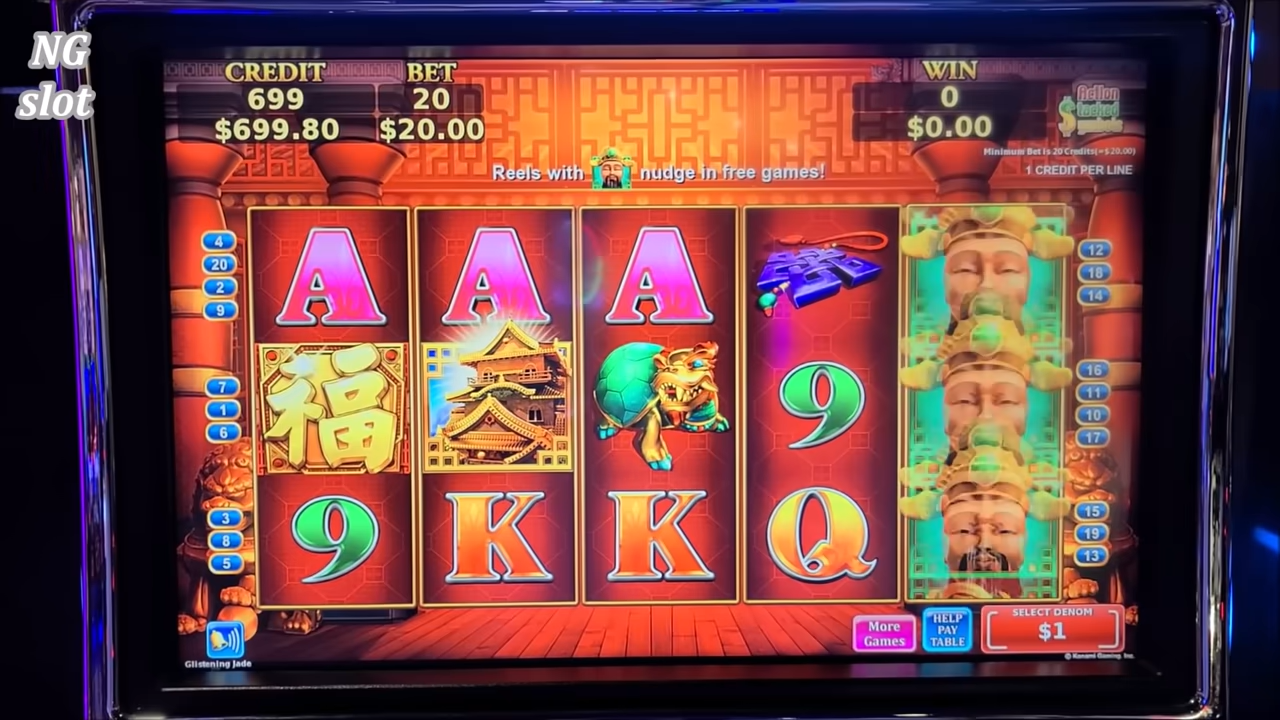 NG
slot
CREDIT
699
$699.80
BET
20
$20.00
WIN
0
$0.00
Action
$tacked
Minimum Bet is 20 Credits(=$20.00)
1 CREDIT PER LINE
Reels with nudge in free games!
4
20
2
9
7
1
6
3
8
5
12
18
14
16
11
10
17
15
19
13
A A A
福 9
9 K K Q
Glistening Jade
More
Games
HELP
PAY
TABLE
SELECT DENOM
$1
© Konami Gaming, Inc.